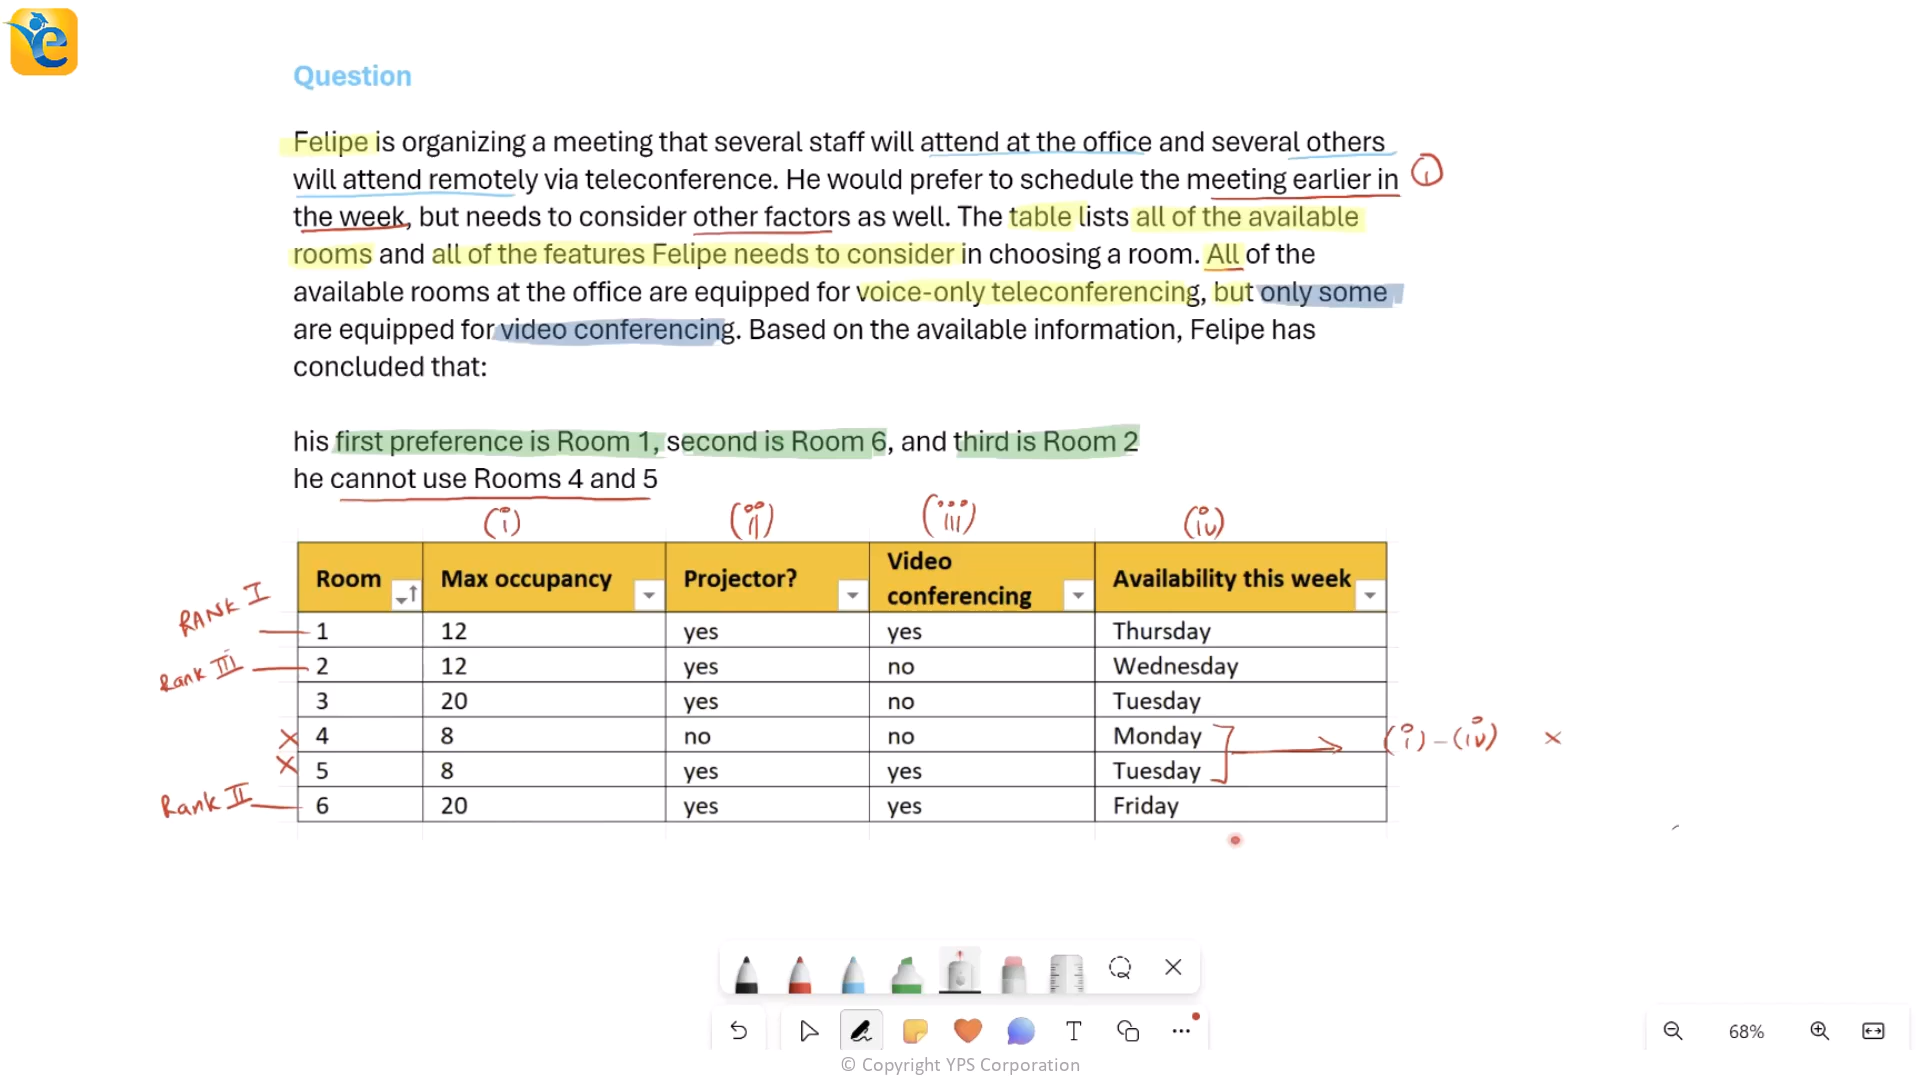 Question
Felipe is organizing a meeting that several staff will attend at the office and several others
will attend remotely via teleconference. He would prefer to schedule the meeting earlier in
the week, but needs to consider other factors as well. The table lists all of the available
rooms and all of the features Felipe needs to consider in choosing a room. All of the
available rooms at the office are equipped for voice-only teleconferencing, but only some
are equipped for video conferencing. Based on the available information, Felipe has
concluded that:
his first preference is Room 1, second is Room 6, and third is Room 2
he cannot use Rooms 4 and 5
(i) (ii) (iii) (iv)
Room Max occupancy Projector? Video conferencing Availability this week
RANK I 1 12 yes yes Thursday
Rank III 2 12 yes no Wednesday
3 20 yes no Tuesday
x 4 8 no no Monday (i) - (iv) x
x 5 8 yes yes Tuesday
Rank II 6 20 yes yes Friday
T
68%
© Copyright YPS Corporation